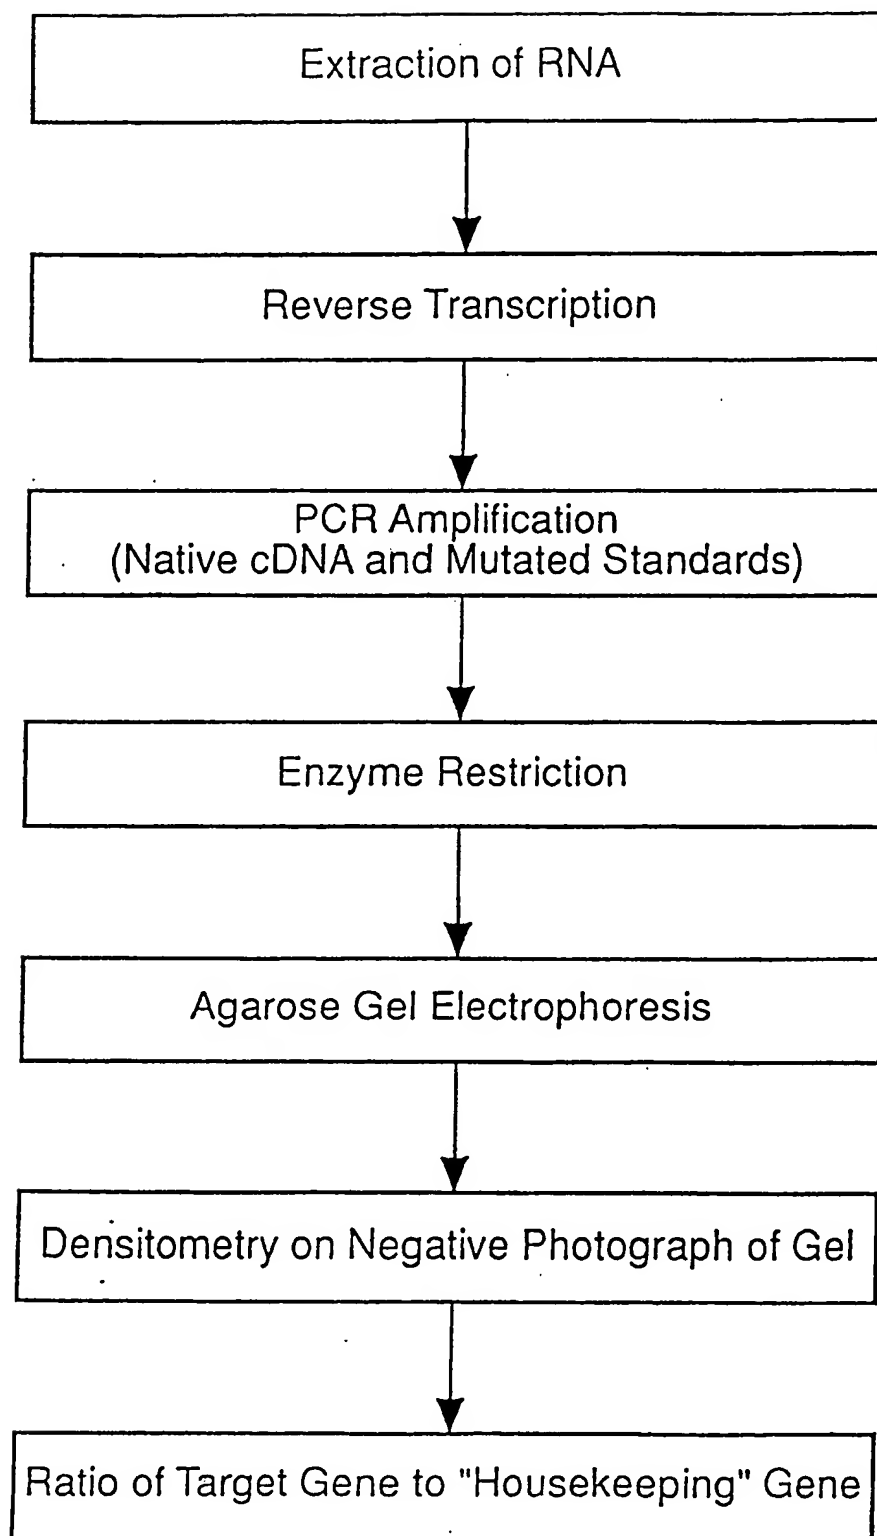 Extraction of RNA
Reverse Transcription
PCR Amplification
(Native cDNA and Mutated Standards)
Enzyme Restriction
Agarose Gel Electrophoresis
Densitometry on Negative Photograph of Gel
Ratio of Target Gene to "Housekeeping" Gene